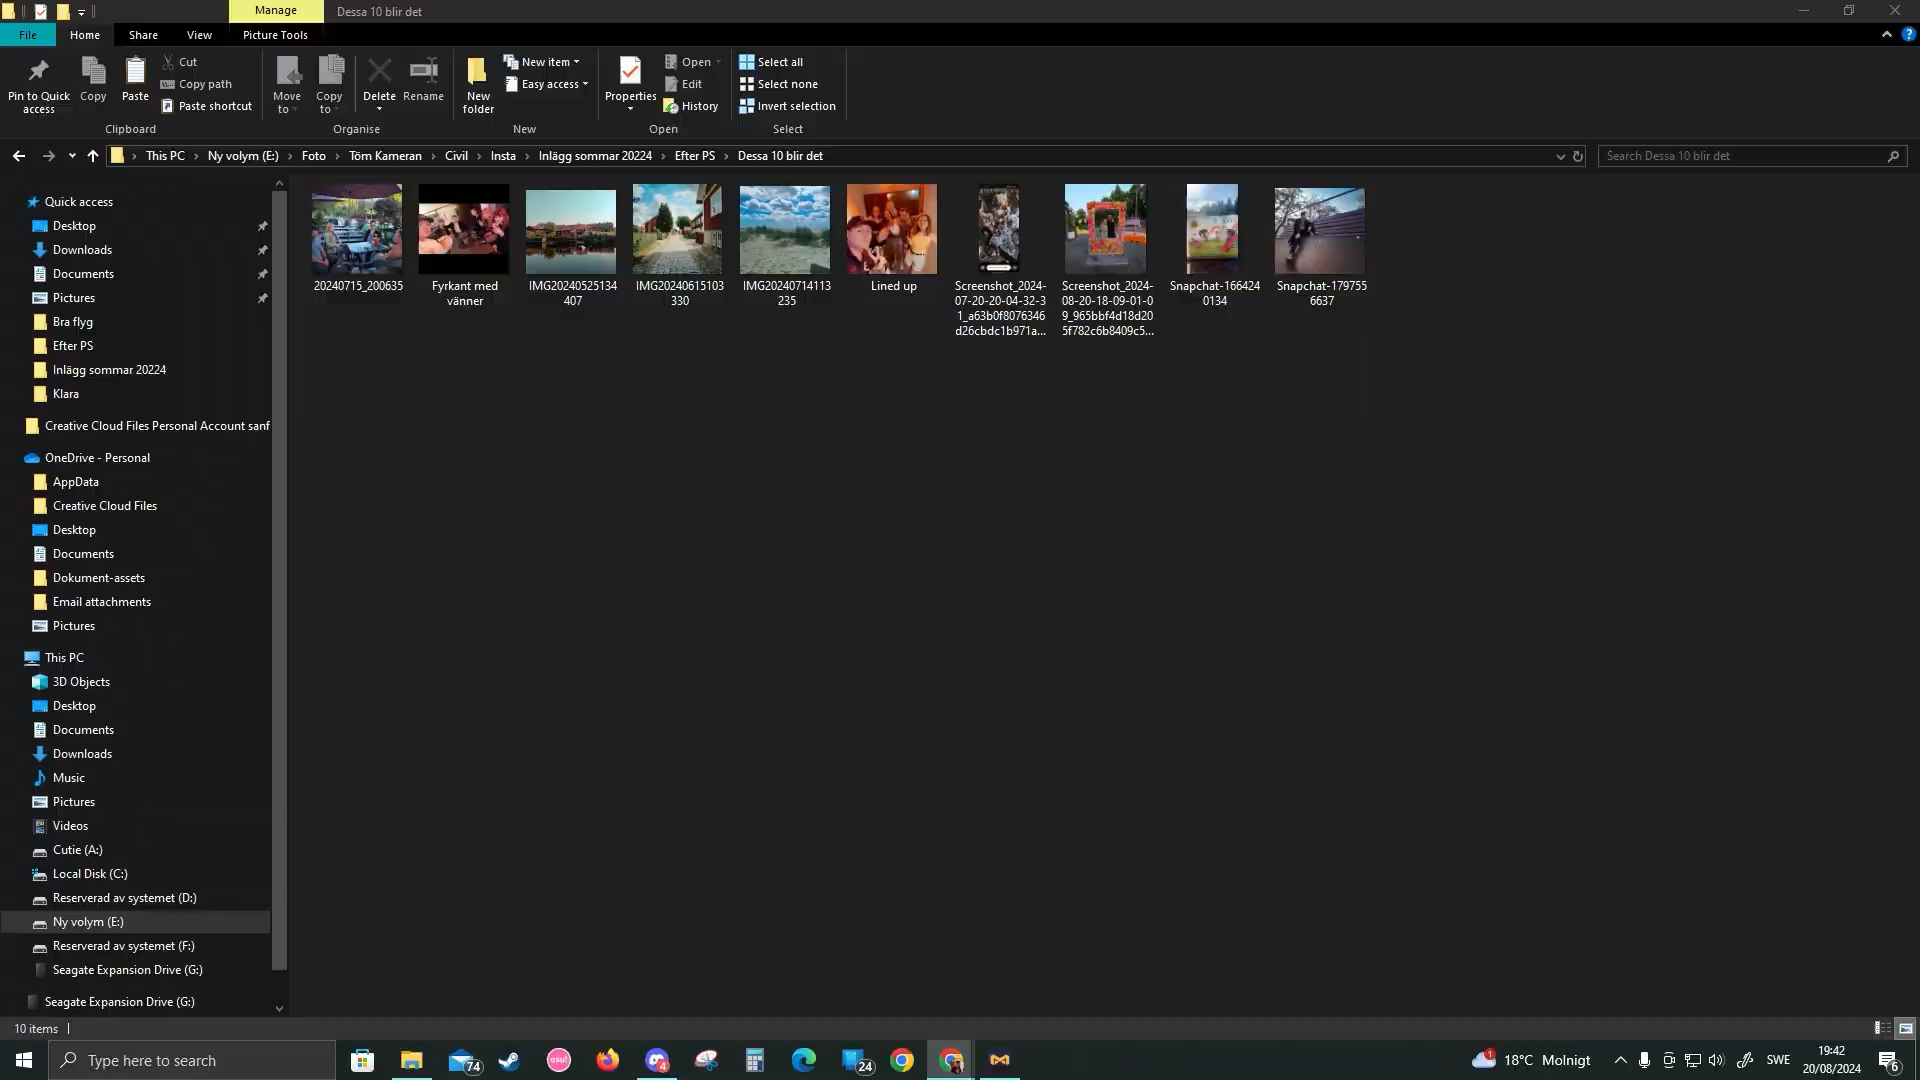 Manage
Dessa 10 blir det
File
Home
Share
View
Picture Tools
Pin to Quick access
Copy
Paste
Cut
Copy path
Paste shortcut
Clipboard
Move to
Copy to
Delete
Rename
Organise
New folder
New item
Easy access
New
Properties
Open
Edit
History
Open
Select all
Select none
Invert selection
Select
This PC
Ny volym (E:)
Foto
Töm Kameran
Civil
Insta
Inlägg sommar 20224
Efter PS
Dessa 10 blir det
Search Dessa 10 blir det
Quick access
Desktop
Downloads
Documents
Pictures
Bra flyg
Efter PS
Inlägg sommar 20224
Klara
Creative Cloud Files Personal Account sanf
OneDrive - Personal
AppData
Creative Cloud Files
Desktop
Documents
Dokument-assets
Email attachments
Pictures
This PC
3D Objects
Desktop
Documents
Downloads
Music
Pictures
Videos
Cutie (A:)
Local Disk (C:)
Reserverad av systemet (D:)
Ny volym (E:)
Reserverad av systemet (F:)
Seagate Expansion Drive (G:)
Seagate Expansion Drive (G:)
20240715_200635
Fyrkant med
vänner
IMG20240525134
407
IMG20240615103
330
IMG20240714113
235
Lined up
Screenshot_2024-
07-20-20-04-32-3
1_a63b0f8076346
d26cbdc1b971a...
Screenshot_2024-
08-20-18-09-01-0
9_965bbf4d18d20
5f782c6b8409c5...
Snapchat-166424
0134
Snapchat-179755
6637
10 items
Type here to search
74
osu!
4
24
1
18°C Molnigt
SWE
19:42
20/08/2024
6